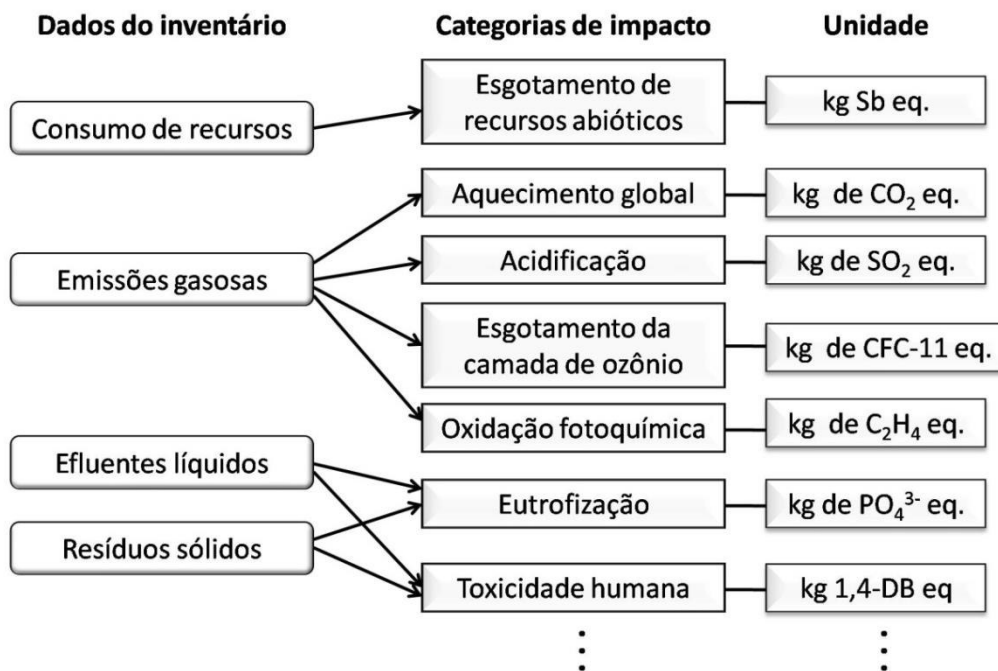 Dados do inventário
Categorias de impacto
Unidade
Consumo de recursos
Esgotamento de
recursos abióticos
kg Sb eq.
Emissões gasosas
Aquecimento global
kg de CO₂ eq.
Acidificação
kg de SO₂ eq.
Esgotamento da
camada de ozônio
kg de CFC-11 eq.
Oxidação fotoquímica
kg de C₂H₄ eq.
Efluentes líquidos
Resíduos sólidos
Eutrofização
kg de PO₄³⁻ eq.
Toxicidade humana
kg 1,4-DB eq